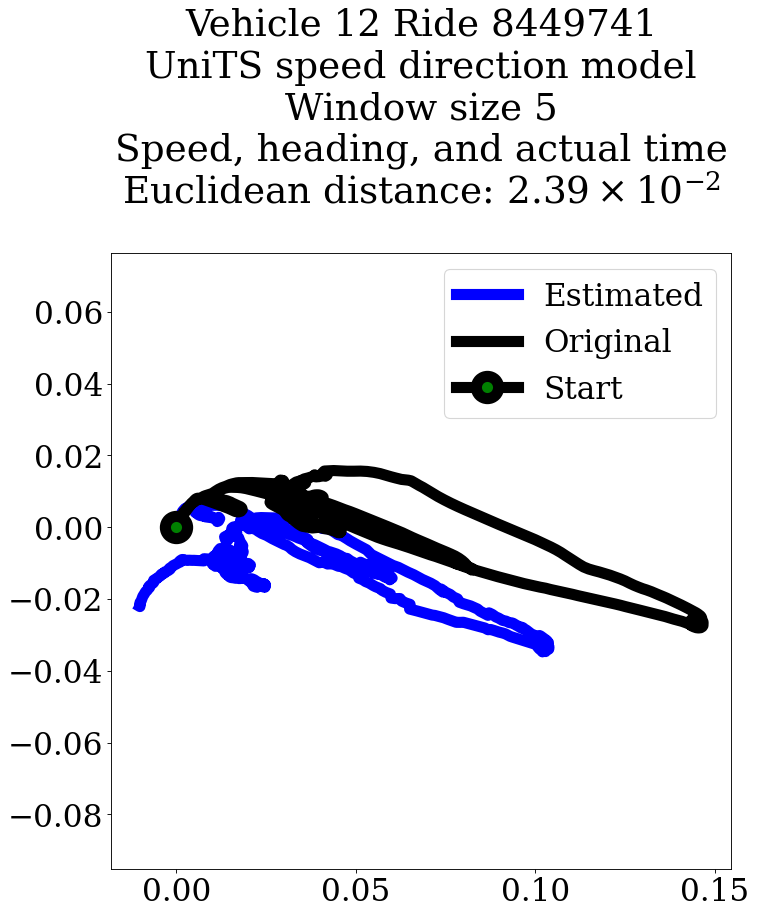 Vehicle 12 Ride 8449741
UniTS speed direction model
Window size 5
Speed, heading, and actual time
Euclidean distance: 2.39 × 10⁻²
Estimated
Original
Start
0.06
0.04
0.02
0.00
−0.02
−0.04
−0.06
−0.08
0.00 0.05 0.10 0.15